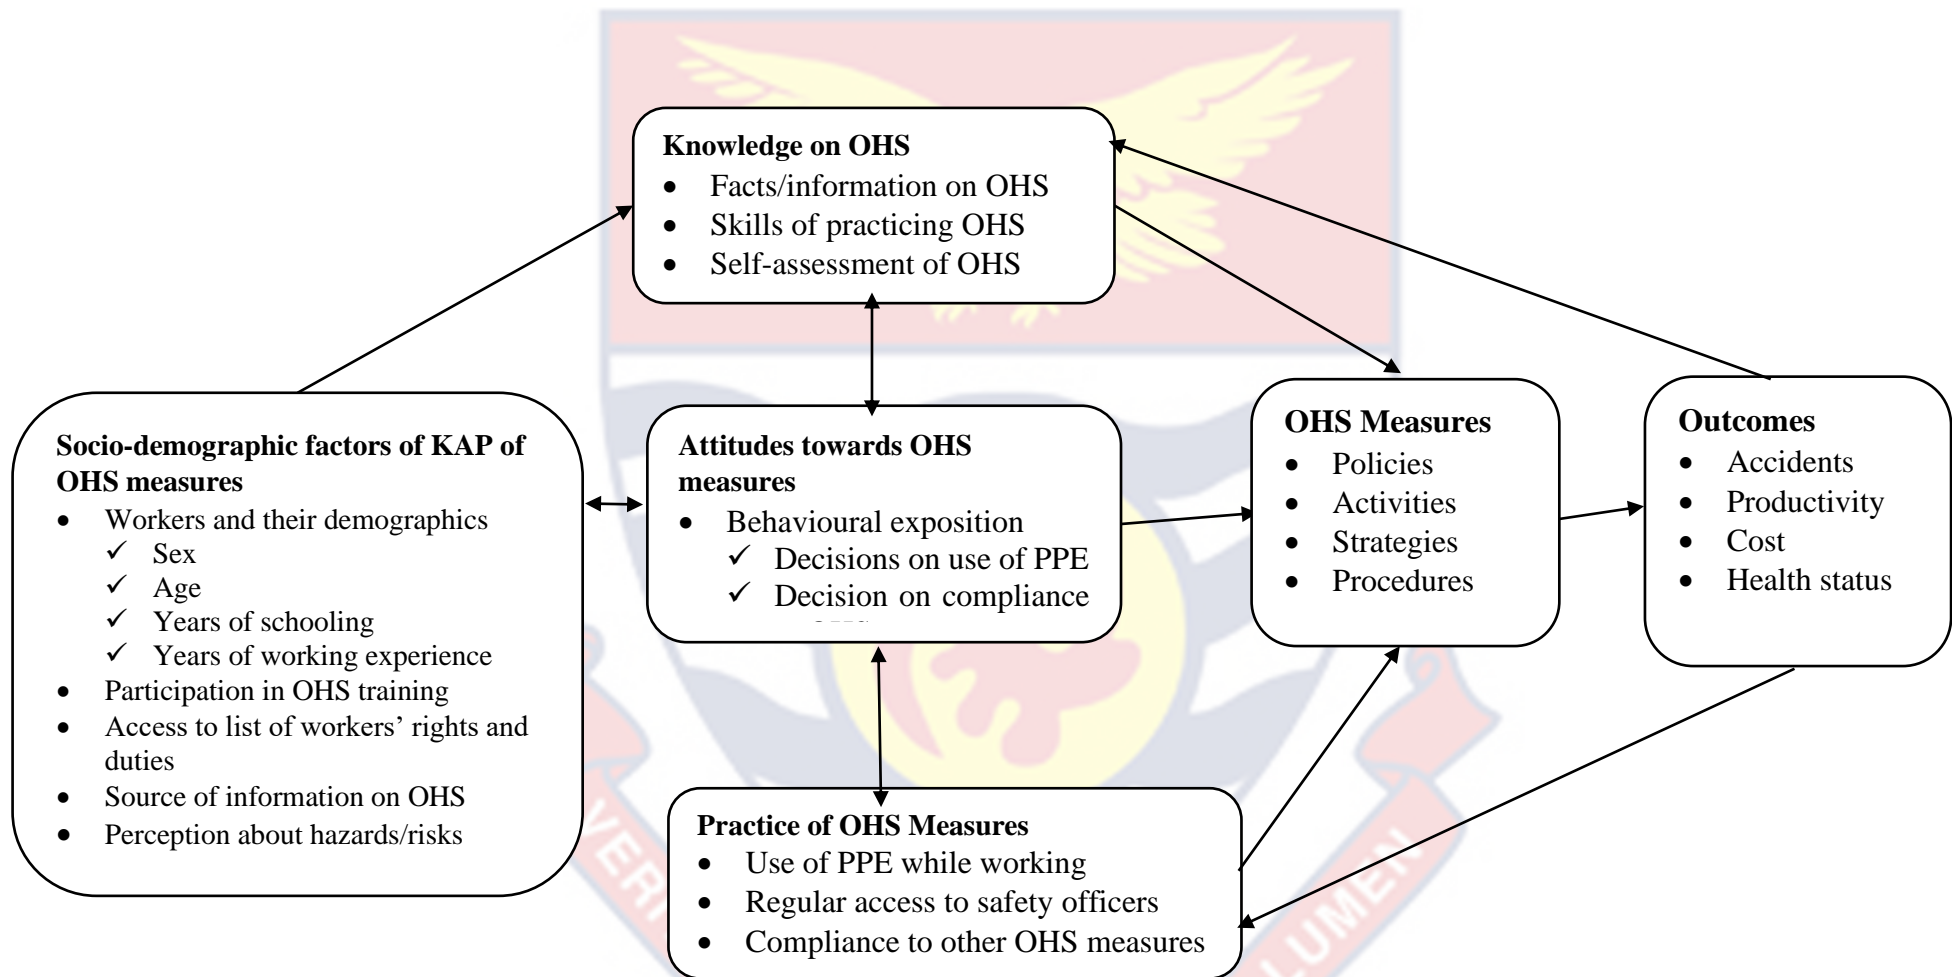 Knowledge on OHS
• Facts/information on OHS
• Skills of practicing OHS
• Self-assessment of OHS
Socio-demographic factors of KAP of
OHS measures
• Workers and their demographics
✓ Sex
✓ Age
✓ Years of schooling
✓ Years of working experience
• Participation in OHS training
• Access to list of workers’ rights and
duties
• Source of information on OHS
• Perception about hazards/risks
Attitudes towards OHS
measures
• Behavioural exposition
✓ Decisions on use of PPE
✓ Decision on compliance
OHS Measures
• Policies
• Activities
• Strategies
• Procedures
Outcomes
• Accidents
• Productivity
• Cost
• Health status
Practice of OHS Measures
• Use of PPE while working
• Regular access to safety officers
• Compliance to other OHS measures
LUMEN